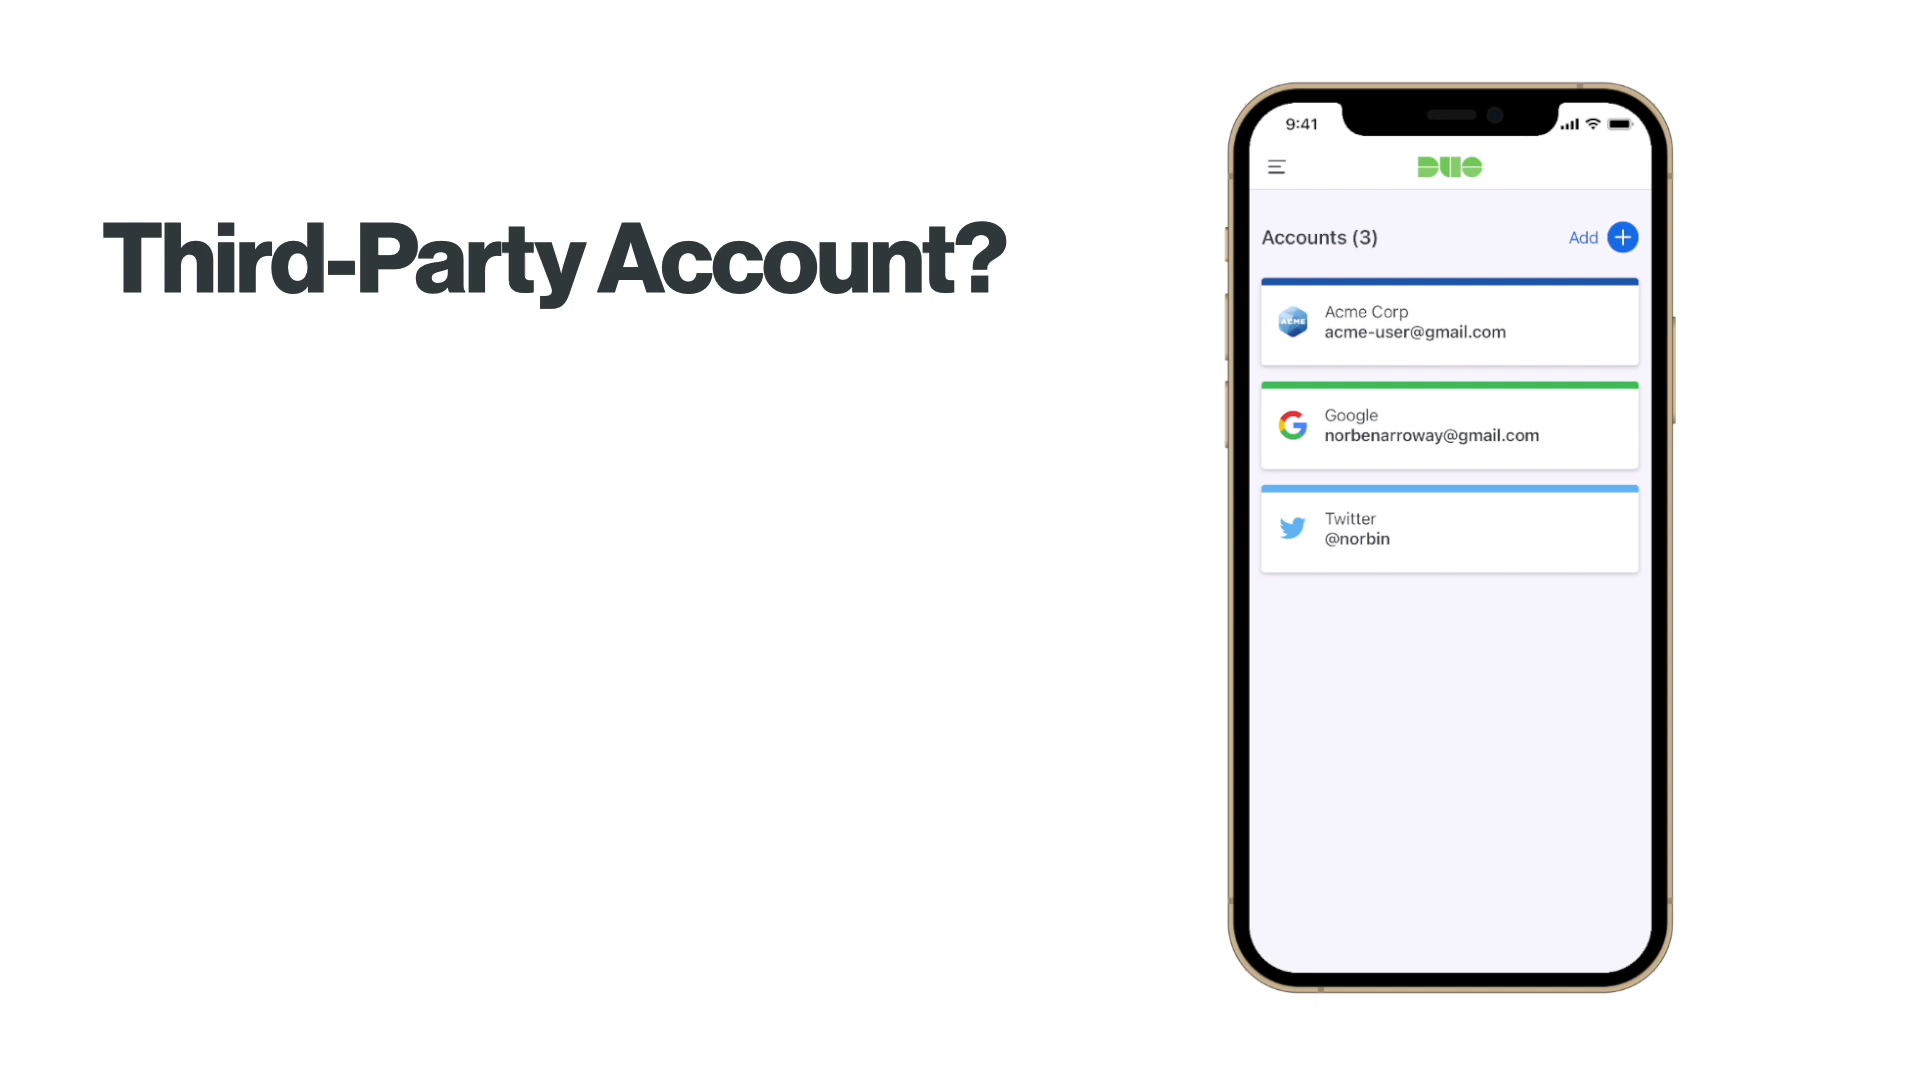 Third-Party Account?
9:41
DUO
Accounts (3)
Add
ACME
Acme Corp
acme-user@gmail.com
Google
norbenarroway@gmail.com
Twitter
@norbin